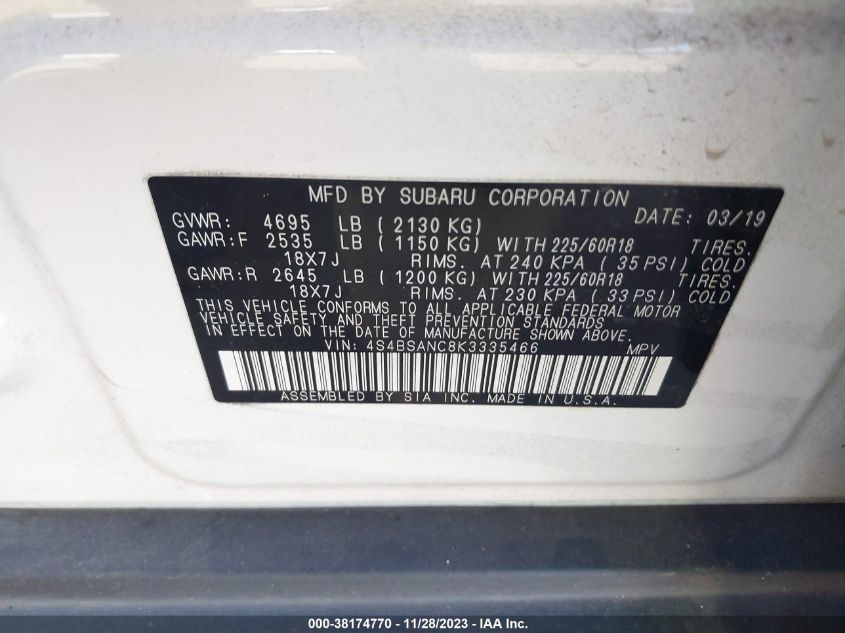 MFD BY SUBARU CORPORATION
DATE: 03/19
GVWR: 4695 LB ( 2130 KG)
GAWR:F 2535 LB ( 1150 KG) WITH 225/60R18 TIRES.
18X7J RIMS. AT 240 KPA ( 35 PSI) COLD
GAWR:R 2645 LB ( 1200 KG) WITH 225/60R18 TIRES.
18X7J RIMS. AT 230 KPA ( 33 PSI) COLD
THIS VEHICLE CONFORMS TO ALL APPLICABLE FEDERAL MOTOR
VEHICLE SAFETY AND THEFT PREVENTION STANDARDS
IN EFFECT ON THE DATE OF MANUFACTURE SHOWN ABOVE.
VIN: 4S4BSANC8K3335466 MPV
ASSEMBLED BY SIA INC. MADE IN U.S.A.
000-38174770 - 11/28/2023 - IAA Inc.